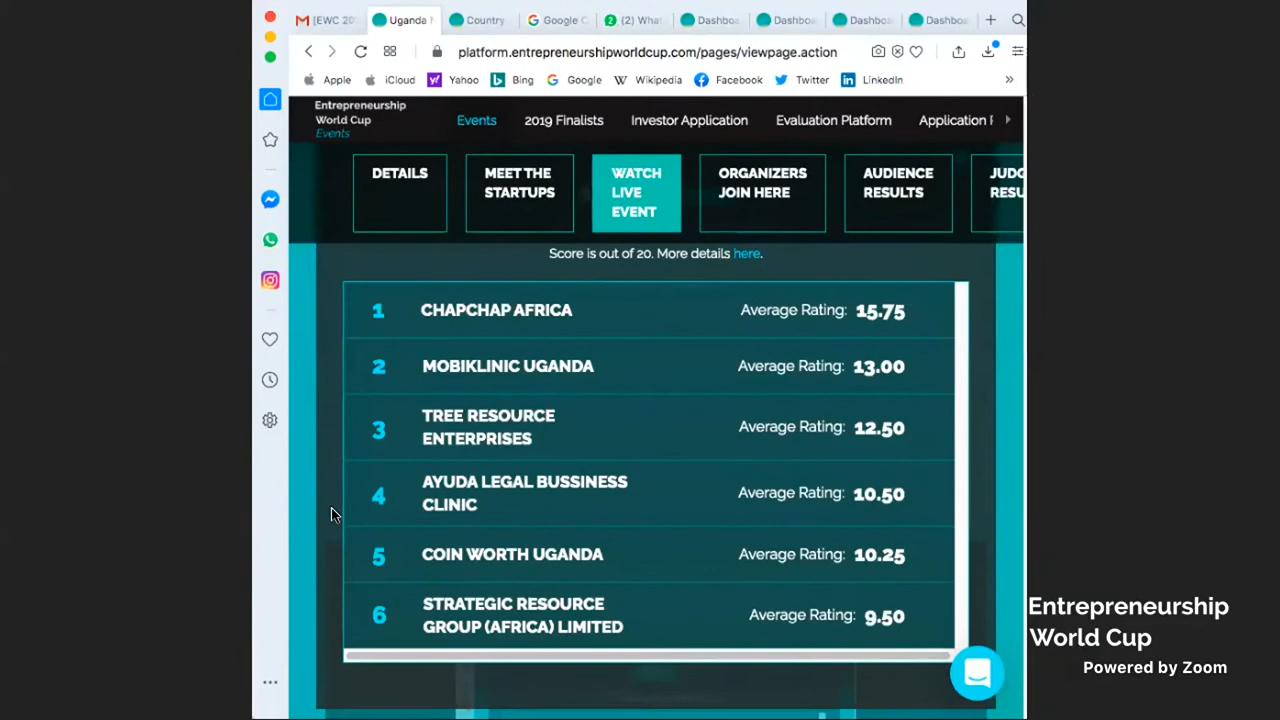 [EWC 20
Uganda
Country
Google C
(2) What
Dashboa
Dashboa
Dashboa
Dashboa
platform.entrepreneurshipworldcup.com/pages/viewpage.action
Apple
iCloud
Yahoo
Bing
Google
Wikipedia
Facebook
Twitter
LinkedIn
Entrepreneurship
World Cup
Events
Events
2019 Finalists
Investor Application
Evaluation Platform
Application
DETAILS
MEET THE
STARTUPS
WATCH
LIVE
EVENT
ORGANIZERS
JOIN HERE
AUDIENCE
RESULTS
JUDG
RESU
Score is out of 20. More details here.
1 CHAPCHAP AFRICA Average Rating: 15.75
2 MOBIKLINIC UGANDA Average Rating: 13.00
3 TREE RESOURCE
ENTERPRISES Average Rating: 12.50
4 AYUDA LEGAL BUSSINESS
CLINIC Average Rating: 10.50
5 COIN WORTH UGANDA Average Rating: 10.25
6 STRATEGIC RESOURCE
GROUP (AFRICA) LIMITED Average Rating: 9.50
Entrepreneurship
World Cup
Powered by Zoom